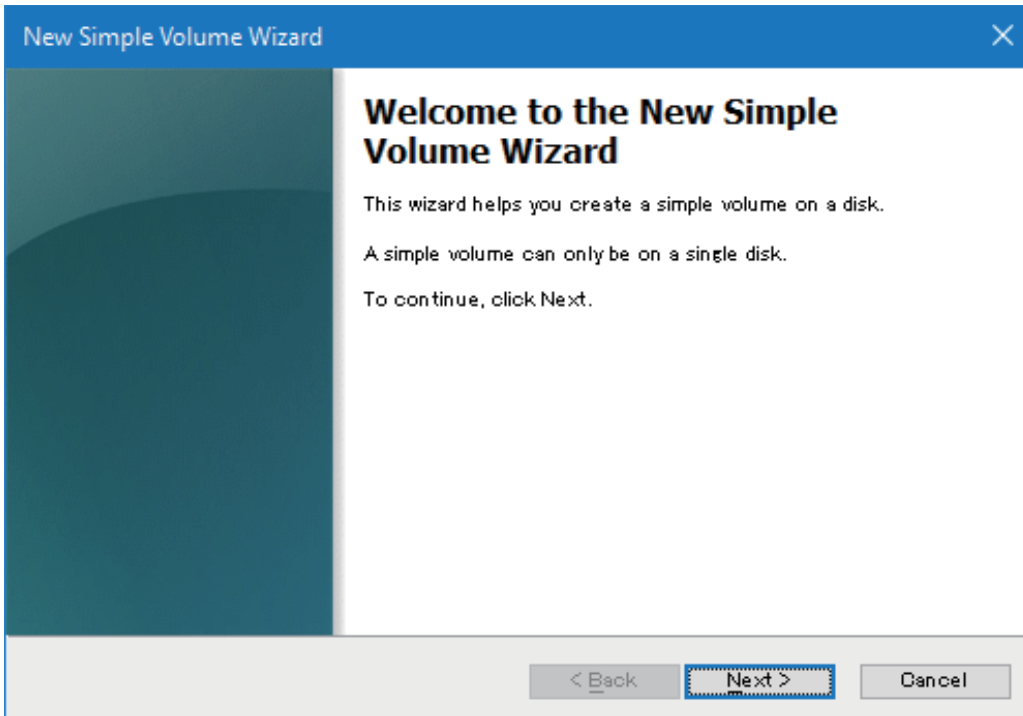 New Simple Volume Wizard
Welcome to the New Simple
Volume Wizard
This wizard helps you create a simple volume on a disk.
A simple volume can only be on a single disk.
To continue, click Next.
< Back
Next >
Cancel